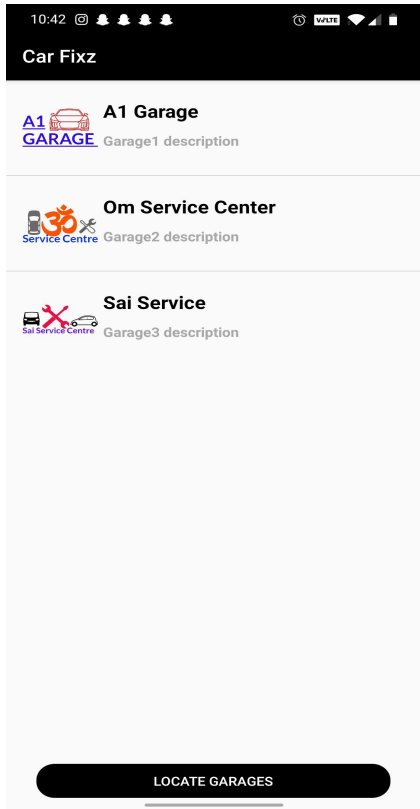 10:42
VoLTE
Car Fixz
A1
GARAGE
A1 Garage
Garage1 description
ॐ
Service Centre
Om Service Center
Garage2 description
Sai Service Centre
Sai Service
Garage3 description
LOCATE GARAGES